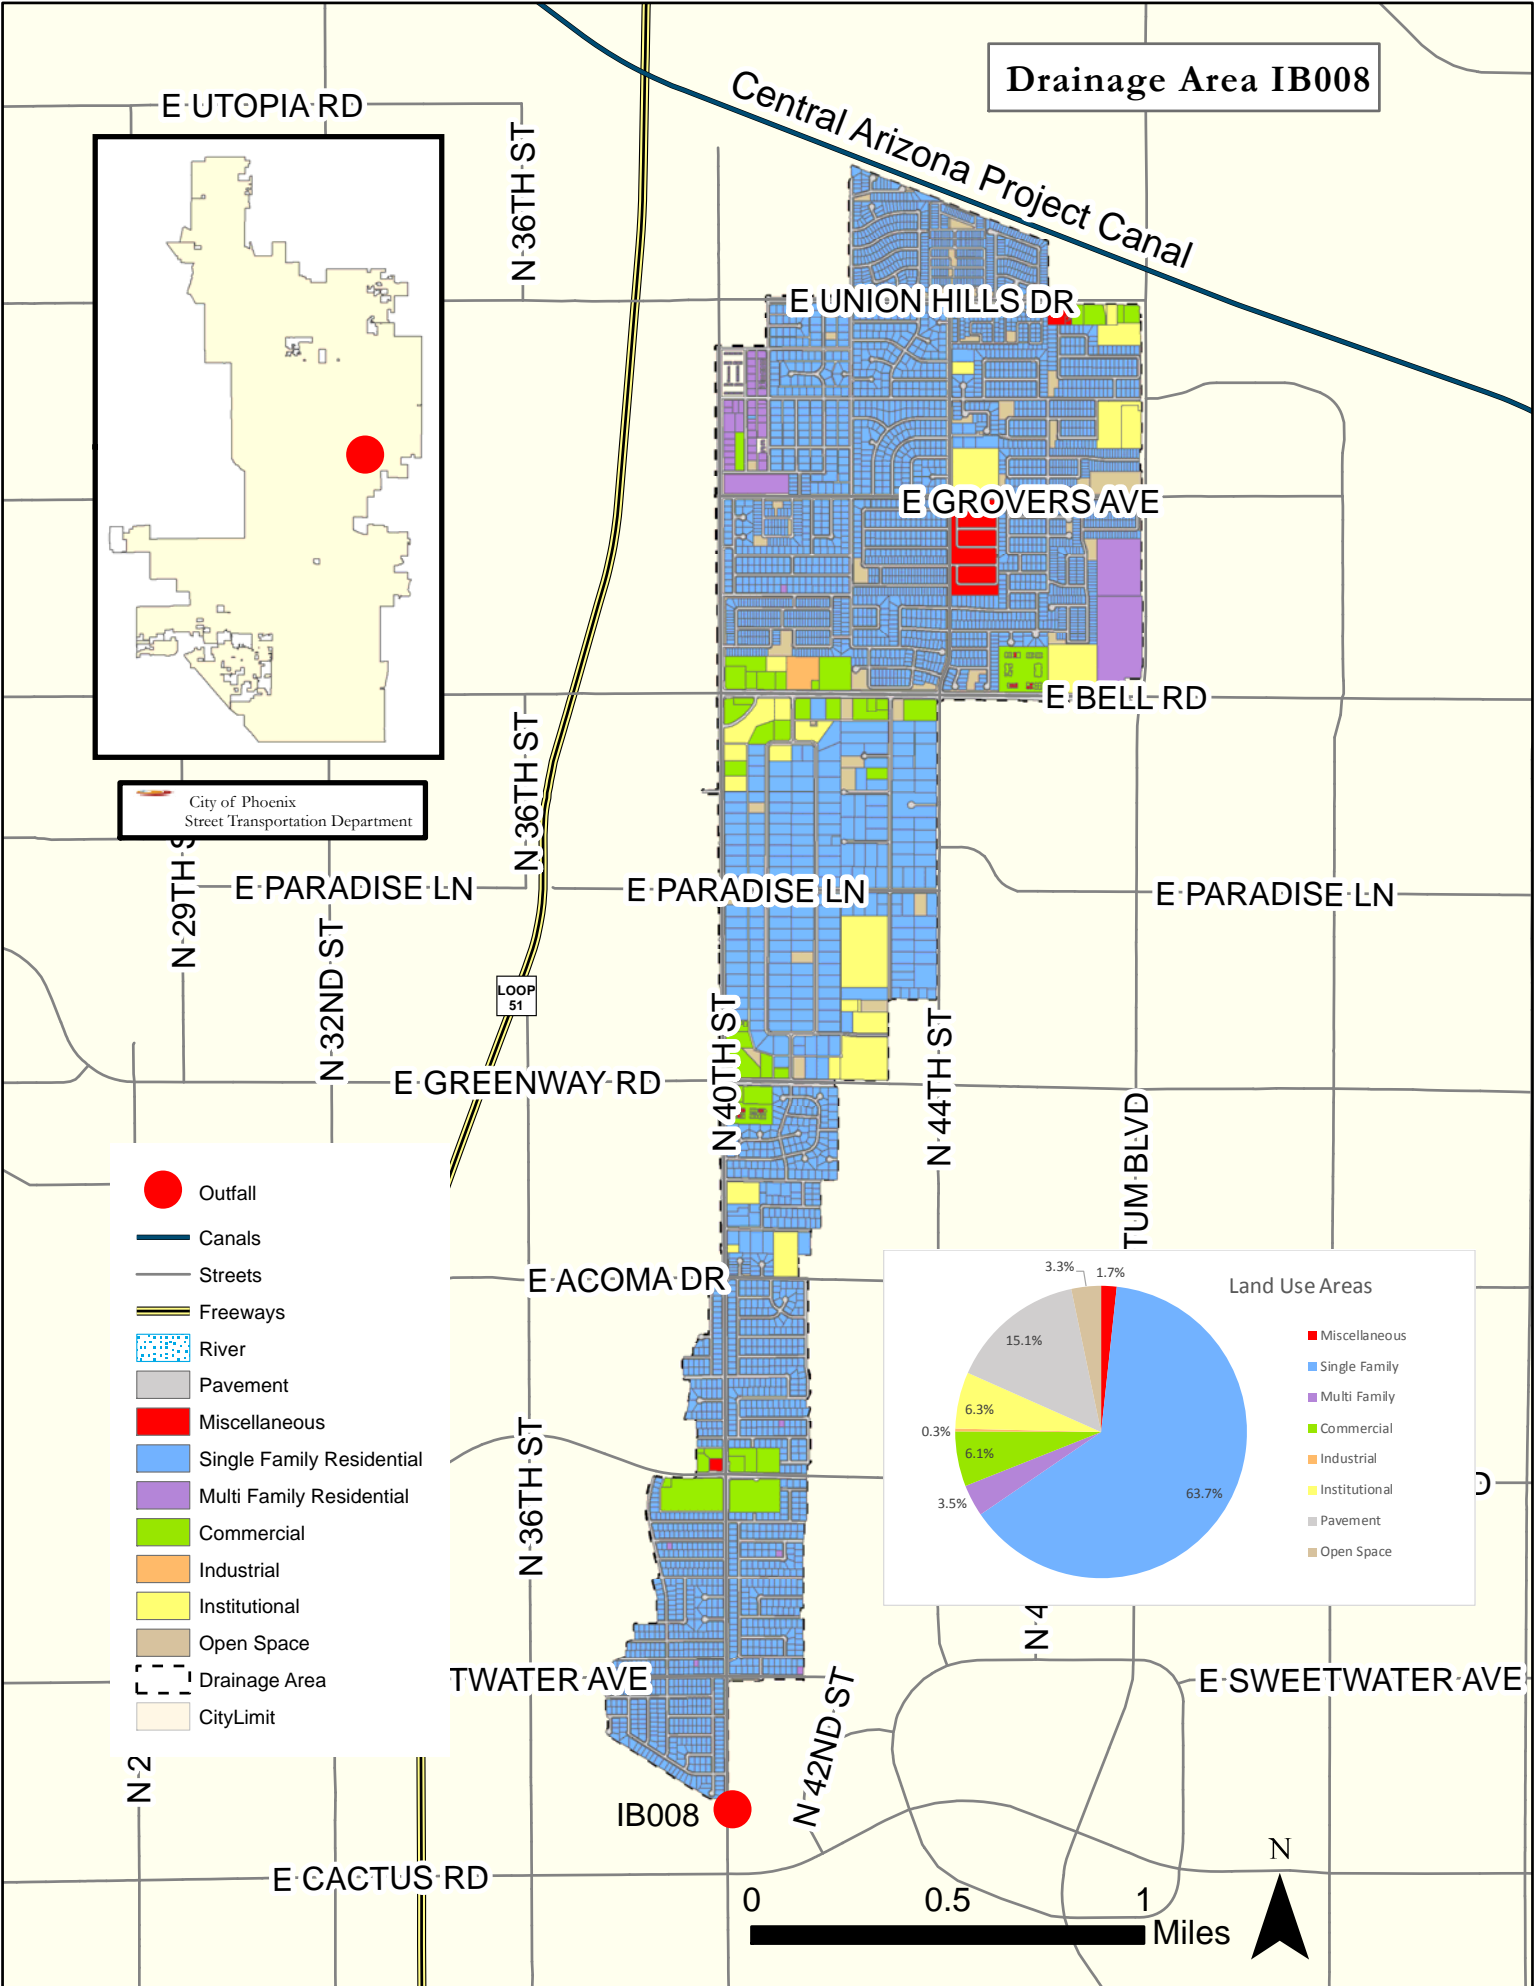 Drainage Area IB008
Central Arizona Project Canal
E UTOPIA RD
N 36TH ST
E UNION HILLS DR
E GROVERS AVE
E BELL RD
City of Phoenix
Street Transportation Department
N 36TH ST
N 29TH S
E PARADISE LN
E PARADISE LN
E PARADISE LN
N 32ND ST
LOOP
51
N 40TH ST
N 44TH ST
E GREENWAY RD
TUM BLVD
E ACOMA DR
N 36TH ST
Outfall
Canals
Streets
Freeways
River
Pavement
Miscellaneous
Single Family Residential
Multi Family Residential
Commercial
Industrial
Institutional
Open Space
Drainage Area
CityLimit
Land Use Areas
3.3%
1.7%
15.1%
6.3%
0.3%
6.1%
3.5%
63.7%
Miscellaneous
Single Family
Multi Family
Commercial
Industrial
Institutional
Pavement
Open Space
D
N 4
TWATER AVE
E SWEETWATER AVE
N 42ND ST
N 2
IB008
E CACTUS RD
N
0 0.5 1
Miles